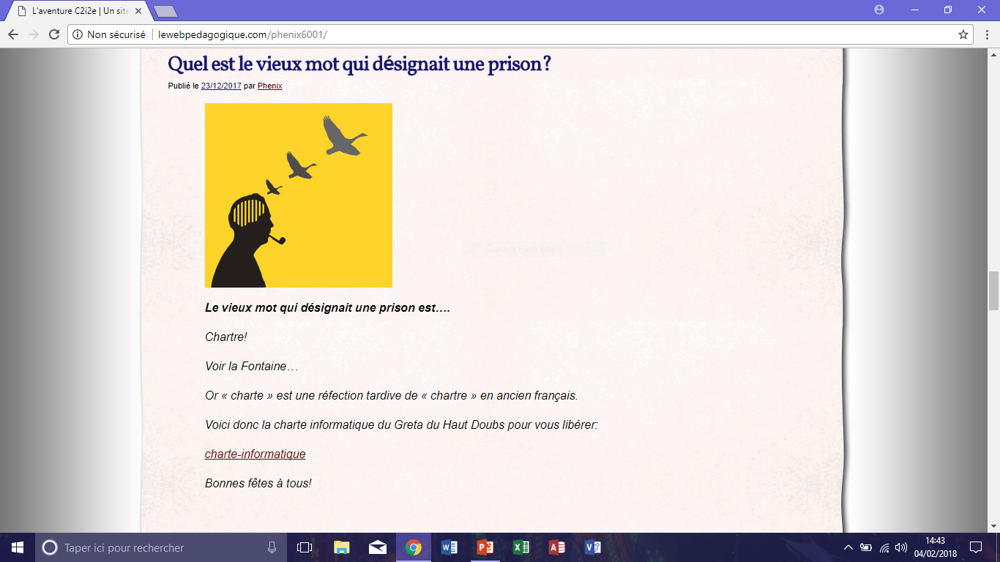 L'aventure C2i2e | Un site
Non sécurisé
lewebpedagogique.com/phenix6001/
Quel est le vieux mot qui désignait une prison ?
Publié le 23/12/2017 par Phenix
Capture Plein Ecran
Le vieux mot qui désignait une prison est….
Chartre!
Voir la Fontaine…
Or « charte » est une réfection tardive de « chartre » en ancien français.
Voici donc la charte informatique du Greta du Haut Doubs pour vous libérer:
charte-informatique
Bonnes fêtes à tous!
Taper ici pour rechercher
14:43
04/02/2018